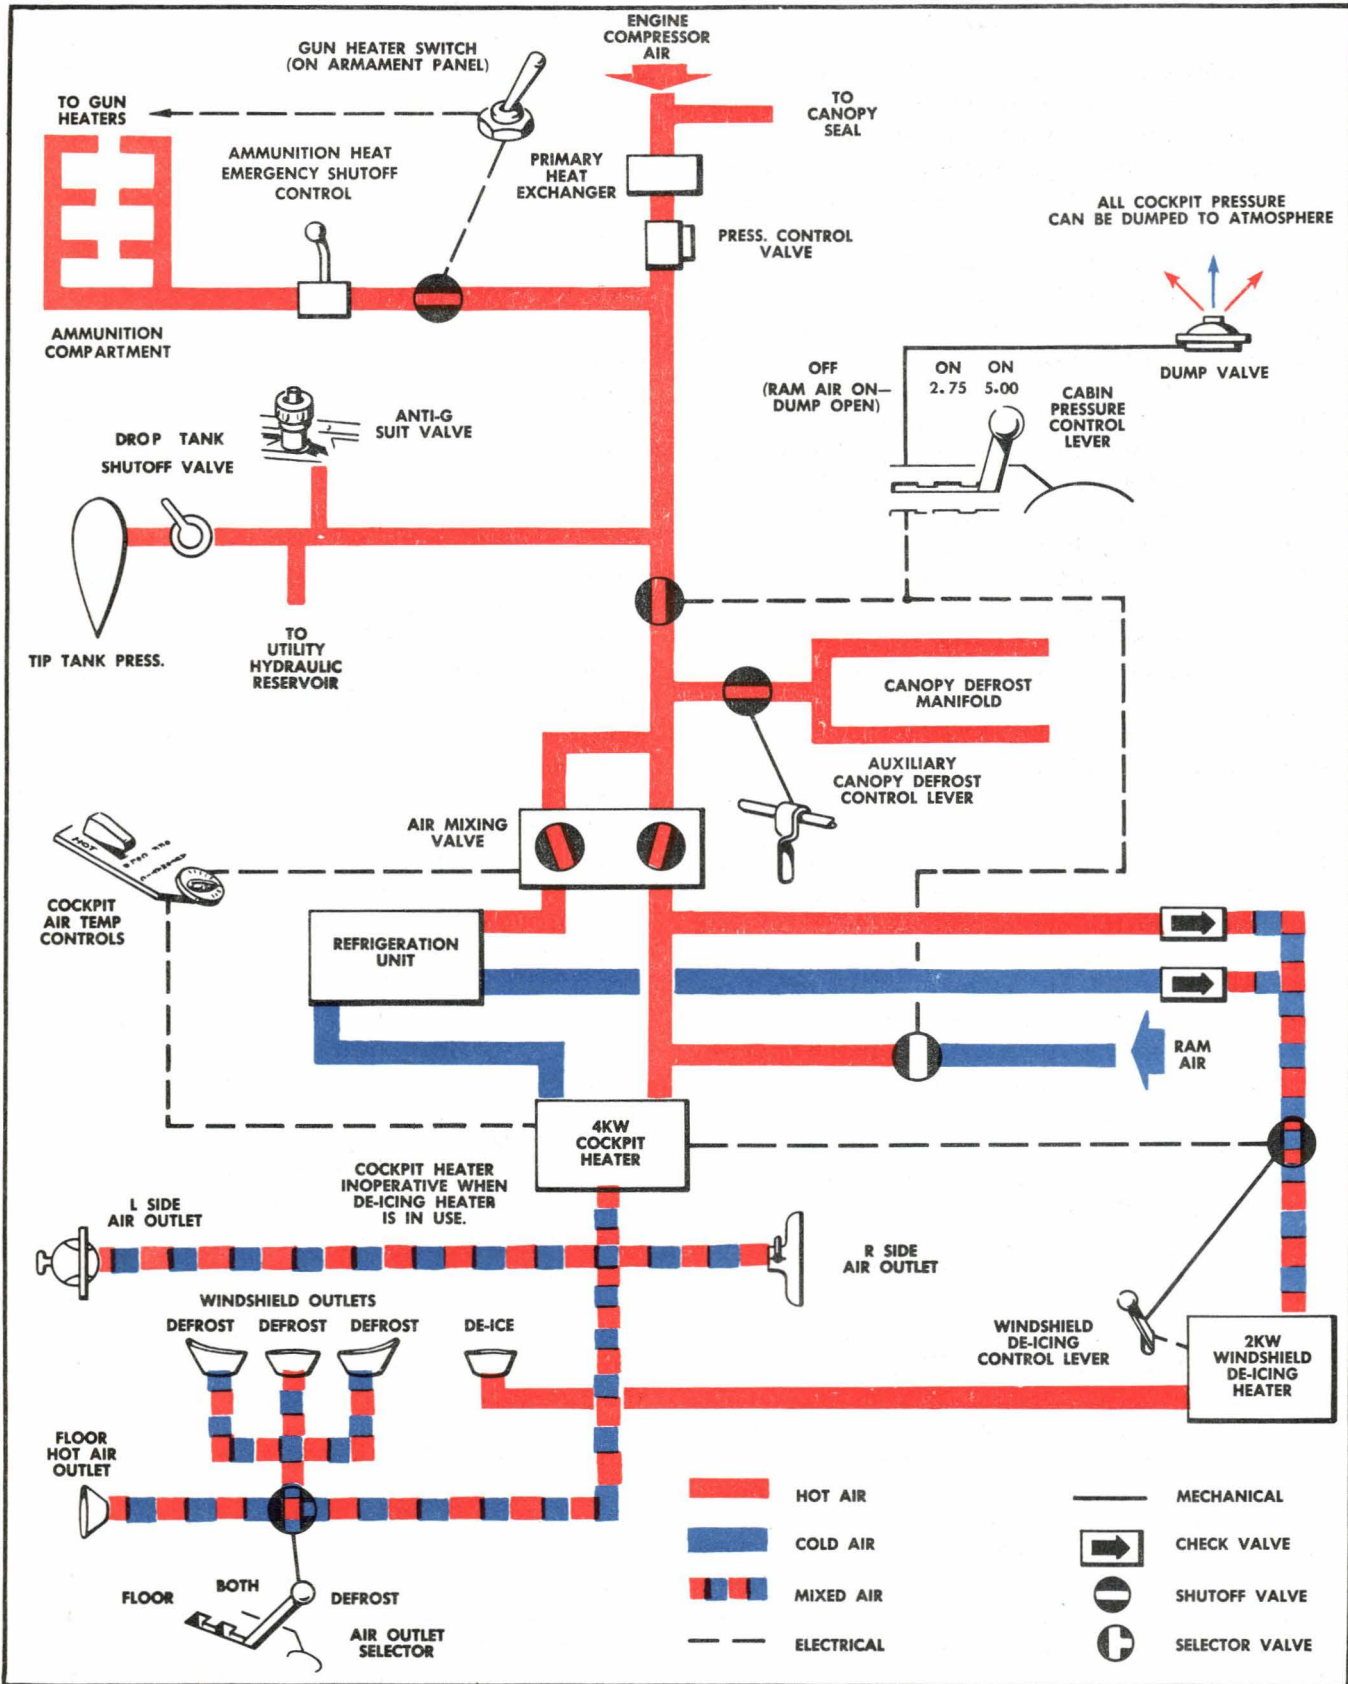 ENGINE
COMPRESSOR
AIR
GUN HEATER SWITCH
(ON ARMAMENT PANEL)
TO GUN
HEATERS
TO
CANOPY
SEAL
AMMUNITION HEAT
EMERGENCY SHUTOFF
CONTROL
PRIMARY
HEAT
EXCHANGER
ALL COCKPIT PRESSURE
CAN BE DUMPED TO ATMOSPHERE
PRESS. CONTROL
VALVE
AMMUNITION
COMPARTMENT
DUMP VALVE
OFF
(RAM AIR ON—
DUMP OPEN)
ON ON
2.75 5.00
CABIN
PRESSURE
CONTROL
LEVER
ANTI-G
SUIT VALVE
DROP TANK
SHUTOFF VALVE
TIP TANK PRESS.
TO
UTILITY
HYDRAULIC
RESERVOIR
CANOPY DEFROST
MANIFOLD
AUXILIARY
CANOPY DEFROST
CONTROL LEVER
AIR MIXING
VALVE
HOT
COCKPIT
AIR TEMP
CONTROLS
REFRIGERATION
UNIT
RAM
AIR
4KW
COCKPIT
HEATER
COCKPIT HEATER
INOPERATIVE WHEN
DE-ICING HEATER
IS IN USE.
L SIDE
AIR OUTLET
R SIDE
AIR OUTLET
WINDSHIELD OUTLETS
DEFROST DEFROST DEFROST DE-ICE
WINDSHIELD
DE-ICING
CONTROL LEVER
2KW
WINDSHIELD
DE-ICING
HEATER
FLOOR
HOT AIR
OUTLET
FLOOR BOTH DEFROST
AIR OUTLET
SELECTOR
HOT AIR
COLD AIR
MIXED AIR
ELECTRICAL
MECHANICAL
CHECK VALVE
SHUTOFF VALVE
SELECTOR VALVE